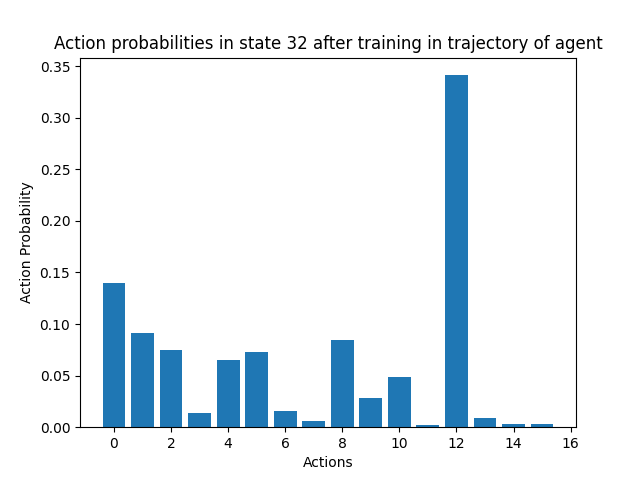 Action probabilities in state 32 after training in trajectory of agent
0.35
0.30
0.25
0.20
0.15
0.10
0.05
0.00
Action Probability
0 2 4 6 8 10 12 14 16
Actions